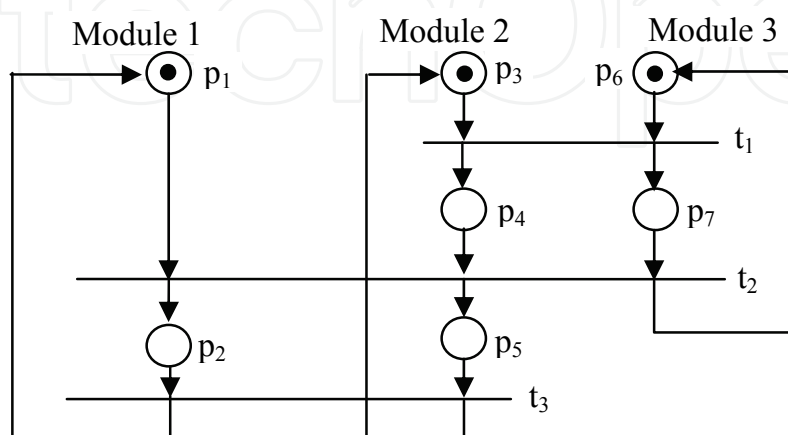 Module 1
Module 2
Module 3
p₁
p₃
p₆
t₁
p₄
p₇
t₂
p₂
p₅
t₃